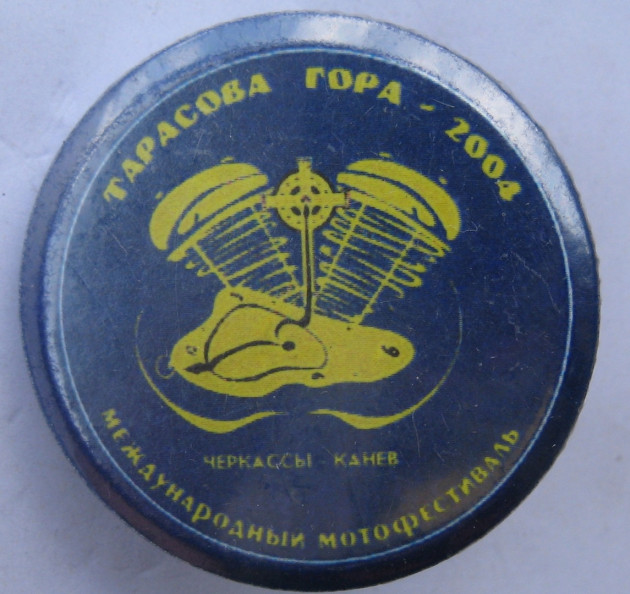 ТАРАСОВА ГОРА - 2004
ЧЕРКАССЫ - КАНЕВ
МЕЖДУНАРОДНЫЙ МОТОФЕСТИВАЛЬ